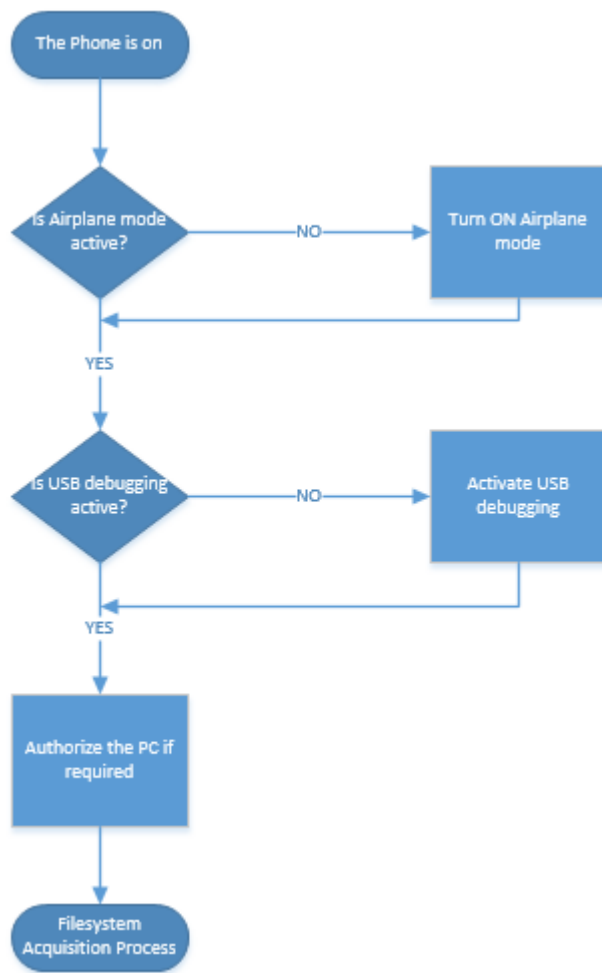 The Phone is on
Is Airplane mode
active?
NO
Turn ON Airplane
mode
YES
Is USB debugging
active?
NO
Activate USB
debugging
YES
Authorize the PC if
required
Filesystem
Acquisition Process